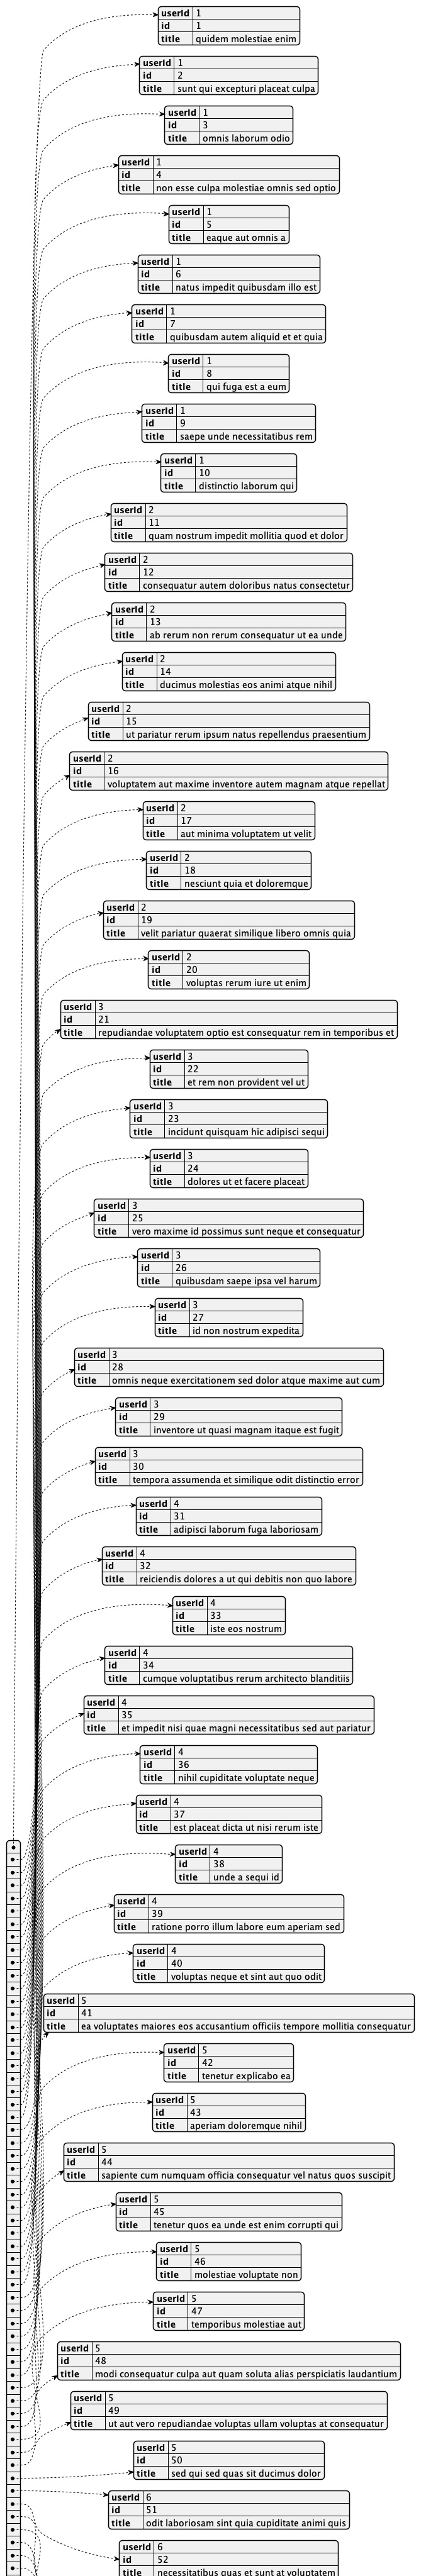 userId 1
id 1
title quidem molestiae enim
userId 1
id 2
title sunt qui excepturi placeat culpa
userId 1
id 3
title omnis laborum odio
userId 1
id 4
title non esse culpa molestiae omnis sed optio
userId 1
id 5
title eaque aut omnis a
userId 1
id 6
title natus impedit quibusdam illo est
userId 1
id 7
title quibusdam autem aliquid et et quia
userId 1
id 8
title qui fuga est a eum
userId 1
id 9
title saepe unde necessitatibus rem
userId 1
id 10
title distinctio laborum qui
userId 2
id 11
title quam nostrum impedit mollitia quod et dolor
userId 2
id 12
title consequatur autem doloribus natus consectetur
userId 2
id 13
title ab rerum non rerum consequatur ut ea unde
userId 2
id 14
title ducimus molestias eos animi atque nihil
userId 2
id 15
title ut pariatur rerum ipsum natus repellendus praesentium
userId 2
id 16
title voluptatem aut maxime inventore autem magnam atque repellat
userId 2
id 17
title aut minima voluptatem ut velit
userId 2
id 18
title nesciunt quia et doloremque
userId 2
id 19
title velit pariatur quaerat similique libero omnis quia
userId 2
id 20
title voluptas rerum iure ut enim
userId 3
id 21
title repudiandae voluptatem optio est consequatur rem in temporibus et
userId 3
id 22
title et rem non provident vel ut
userId 3
id 23
title incidunt quisquam hic adipisci sequi
userId 3
id 24
title dolores ut et facere placeat
userId 3
id 25
title vero maxime id possimus sunt neque et consequatur
userId 3
id 26
title quibusdam saepe ipsa vel harum
userId 3
id 27
title id non nostrum expedita
userId 3
id 28
title omnis neque exercitationem sed dolor atque maxime aut cum
userId 3
id 29
title inventore ut quasi magnam itaque est fugit
userId 3
id 30
title tempora assumenda et similique odit distinctio error
userId 4
id 31
title adipisci laborum fuga laboriosam
userId 4
id 32
title reiciendis dolores a ut qui debitis non quo labore
userId 4
id 33
title iste eos nostrum
userId 4
id 34
title cumque voluptatibus rerum architecto blanditiis
userId 4
id 35
title et impedit nisi quae magni necessitatibus sed aut pariatur
userId 4
id 36
title nihil cupiditate voluptate neque
userId 4
id 37
title est placeat dicta ut nisi rerum iste
userId 4
id 38
title unde a sequi id
userId 4
id 39
title ratione porro illum labore eum aperiam sed
userId 4
id 40
title voluptas neque et sint aut quo odit
userId 5
id 41
title ea voluptates maiores eos accusantium officiis tempore mollitia consequatur
userId 5
id 42
title tenetur explicabo ea
userId 5
id 43
title aperiam doloremque nihil
userId 5
id 44
title sapiente cum numquam officia consequatur vel natus quos suscipit
userId 5
id 45
title tenetur quos ea unde est enim corrupti qui
userId 5
id 46
title molestiae voluptate non
userId 5
id 47
title temporibus molestiae aut
userId 5
id 48
title modi consequatur culpa aut quam soluta alias perspiciatis laudantium
userId 5
id 49
title ut aut vero repudiandae voluptas ullam voluptas at consequatur
userId 5
id 50
title sed qui sed quas sit ducimus dolor
userId 6
id 51
title odit laboriosam sint quia cupiditate animi quis
userId 6
id 52
title necessitatibus quas et sunt at voluptatem